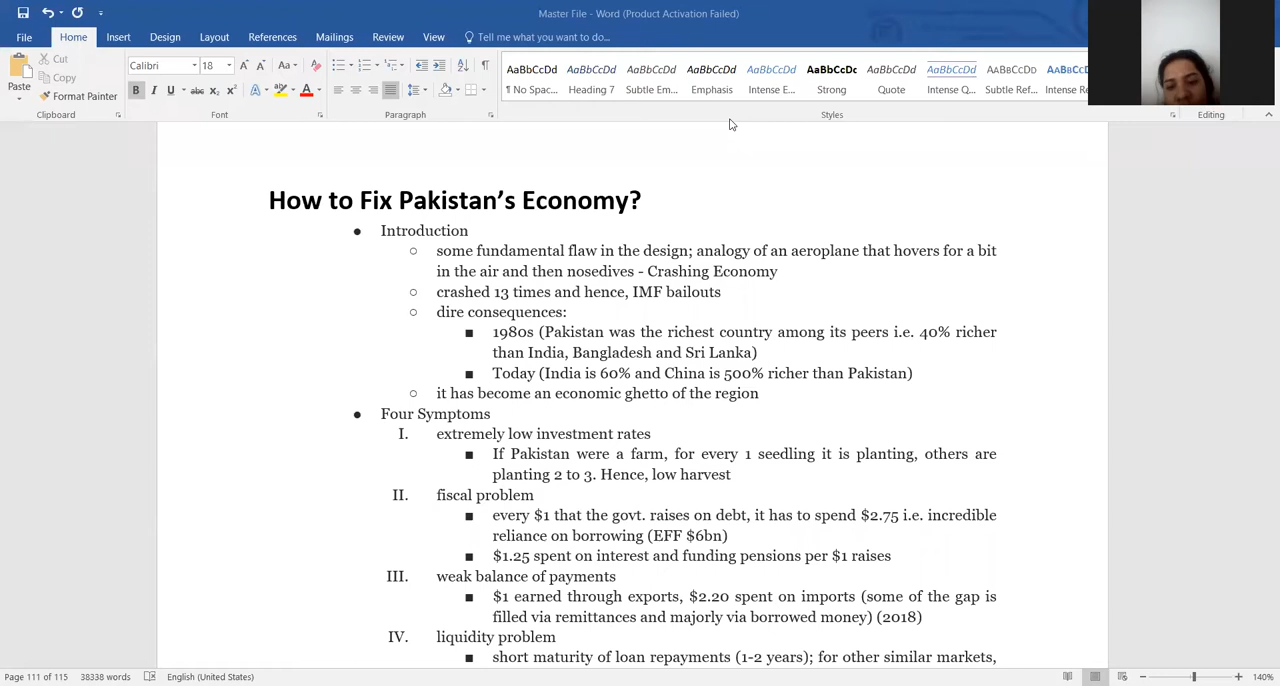 Master File - Word (Product Activation Failed)
File Home Insert Design Layout References Mailings Review View Tell me what you want to do...
Paste Cut Copy Format Painter
Calibri 18 Aa
B I U abc X₂ X² A A
AaBbCcDd AaBbCcDd AaBbCcDd AaBbCcDd AaBbCcDd AaBbCcDc AaBbCcDd AaBbCcDd AaBbCcDd AaBbCcDd
¶ No Spac... Heading 7 Subtle Em... Emphasis Intense E... Strong Quote Intense Q... Subtle Ref... Intense Re
Clipboard Font Paragraph Styles Editing
How to Fix Pakistan's Economy?
● Introduction
○ some fundamental flaw in the design; analogy of an aeroplane that hovers for a bit
in the air and then nosedives - Crashing Economy
○ crashed 13 times and hence, IMF bailouts
○ dire consequences:
■ 1980s (Pakistan was the richest country among its peers i.e. 40% richer
than India, Bangladesh and Sri Lanka)
■ Today (India is 60% and China is 500% richer than Pakistan)
○ it has become an economic ghetto of the region
● Four Symptoms
I. extremely low investment rates
■ If Pakistan were a farm, for every 1 seedling it is planting, others are
planting 2 to 3. Hence, low harvest
II. fiscal problem
■ every $1 that the govt. raises on debt, it has to spend $2.75 i.e. incredible
reliance on borrowing (EFF $6bn)
■ $1.25 spent on interest and funding pensions per $1 raises
III. weak balance of payments
■ $1 earned through exports, $2.20 spent on imports (some of the gap is
filled via remittances and majorly via borrowed money) (2018)
IV. liquidity problem
■ short maturity of loan repayments (1-2 years); for other similar markets,
Page 111 of 115 38338 words English (United States) 140%